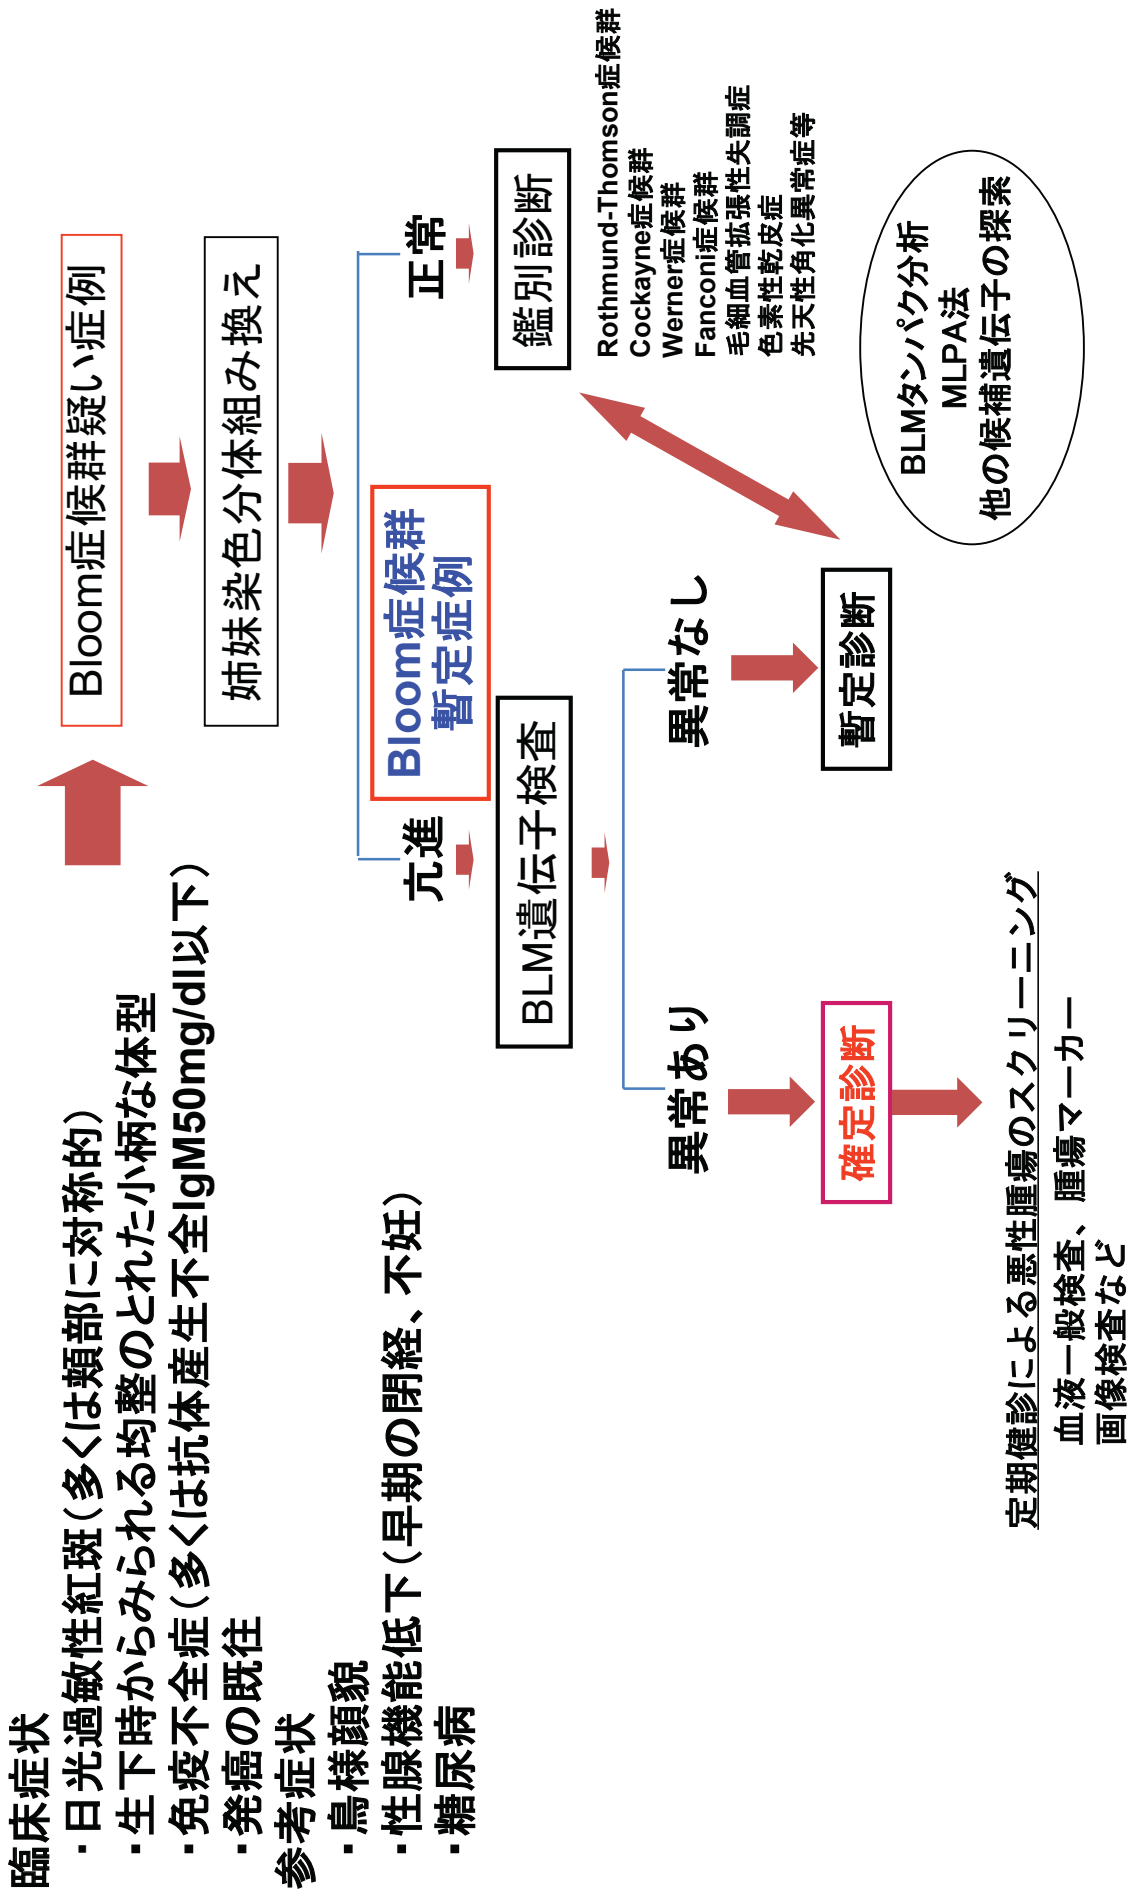 臨床症状
・日光過敏性紅斑（多くは頬部に対称的）
・生下時からみられる均整のとれた小柄な体型
・免疫不全症（多くは抗体産生不全IgM50mg/dl以下）
・発癌の既往
参考症状
・鳥様顔貌
・性腺機能低下（早期の閉経、不妊）
・糖尿病
Bloom症候群疑い症例
姉妹染色分体組み換え
亢進
正常
Bloom症候群
暫定症例
BLM遺伝子検査
鑑別診断
Rothmund-Thomson症候群
Cockayne症候群
Werner症候群
Fanconi症候群
毛細血管拡張性失調症
色素性乾皮症
先天性角化異常症等
異常あり
異常なし
確定診断
暫定診断
BLMタンパク分析
MLPA法
他の候補遺伝子の探索
定期健診による悪性腫瘍のスクリーニング
血液一般検査、腫瘍マーカー
画像検査など